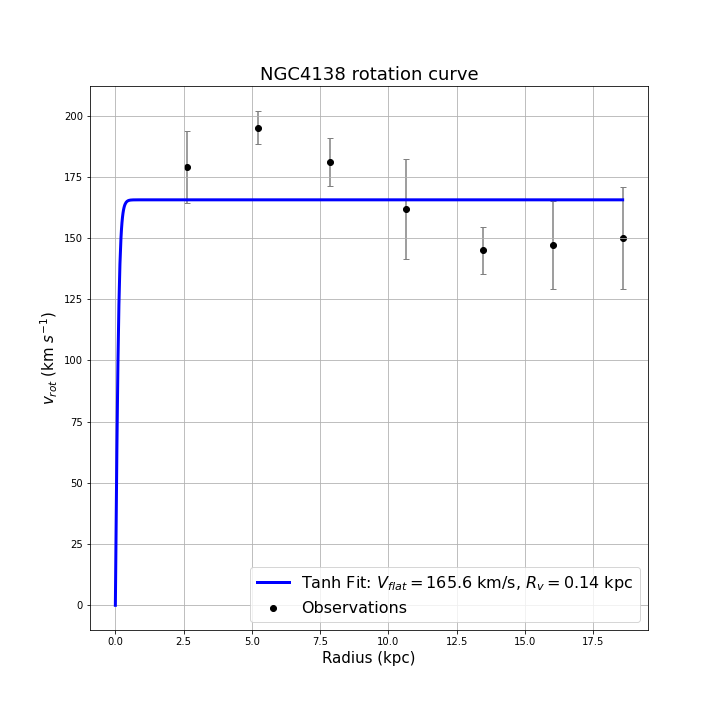 NGC4138 rotation curve
200
175
150
125
100
75
50
25
0
v_rot (km s⁻¹)
Tanh Fit: V_flat = 165.6 km/s, R_v = 0.14 kpc
Observations
0.0 2.5 5.0 7.5 10.0 12.5 15.0 17.5
Radius (kpc)